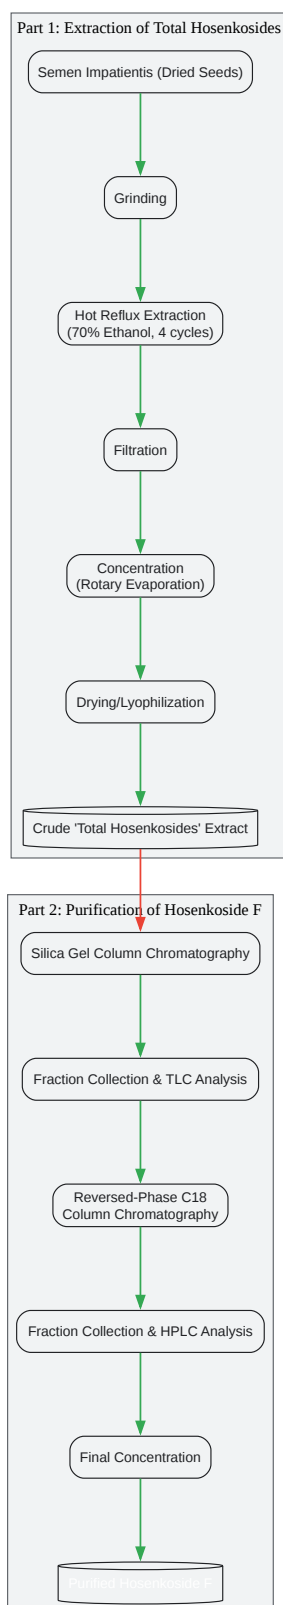 Part 1: Extraction of Total Hosenkosides
Semen Impatientis (Dried Seeds)
Grinding
Hot Reflux Extraction
(70% Ethanol, 4 cycles)
Filtration
Concentration
(Rotary Evaporation)
Drying/Lyophilization
Crude 'Total Hosenkosides' Extract
Part 2: Purification of Hosenkoside F
Silica Gel Column Chromatography
Fraction Collection & TLC Analysis
Reversed-Phase C18
Column Chromatography
Fraction Collection & HPLC Analysis
Final Concentration
Purified Hosenkoside F